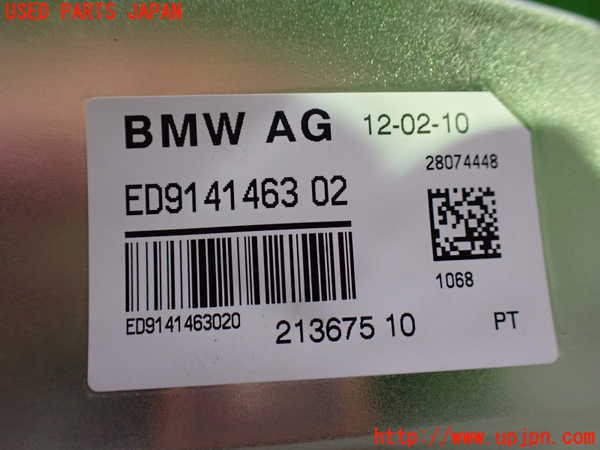 USED PARTS JAPAN
BMW AG 12-02-10
28074448
ED9141463 02
1068
ED9141463020
213675 10
PT
http://www.upjpn.com